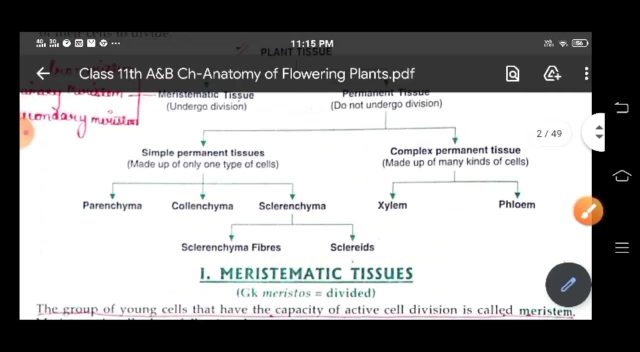 11:15 PM
56
PLANT TISSUE
Class 11th A&B Ch-Anatomy of Flowering Plants.pdf
Meristematic Tissue
Permanent Tissue
(Undergo division)
(Do not undergo division)
2 / 49
Simple permanent tissues
Complex permanent tissue
(Made up of only one type of cells)
(Made up of many kinds of cells)
Parenchyma Collenchyma Sclerenchyma Xylem Phloem
Sclerenchyma Fibres Sclereids
I. MERISTEMATIC TISSUES
(Gk meristos = divided)
The group of young cells that have the capacity of active cell division is called meristem.